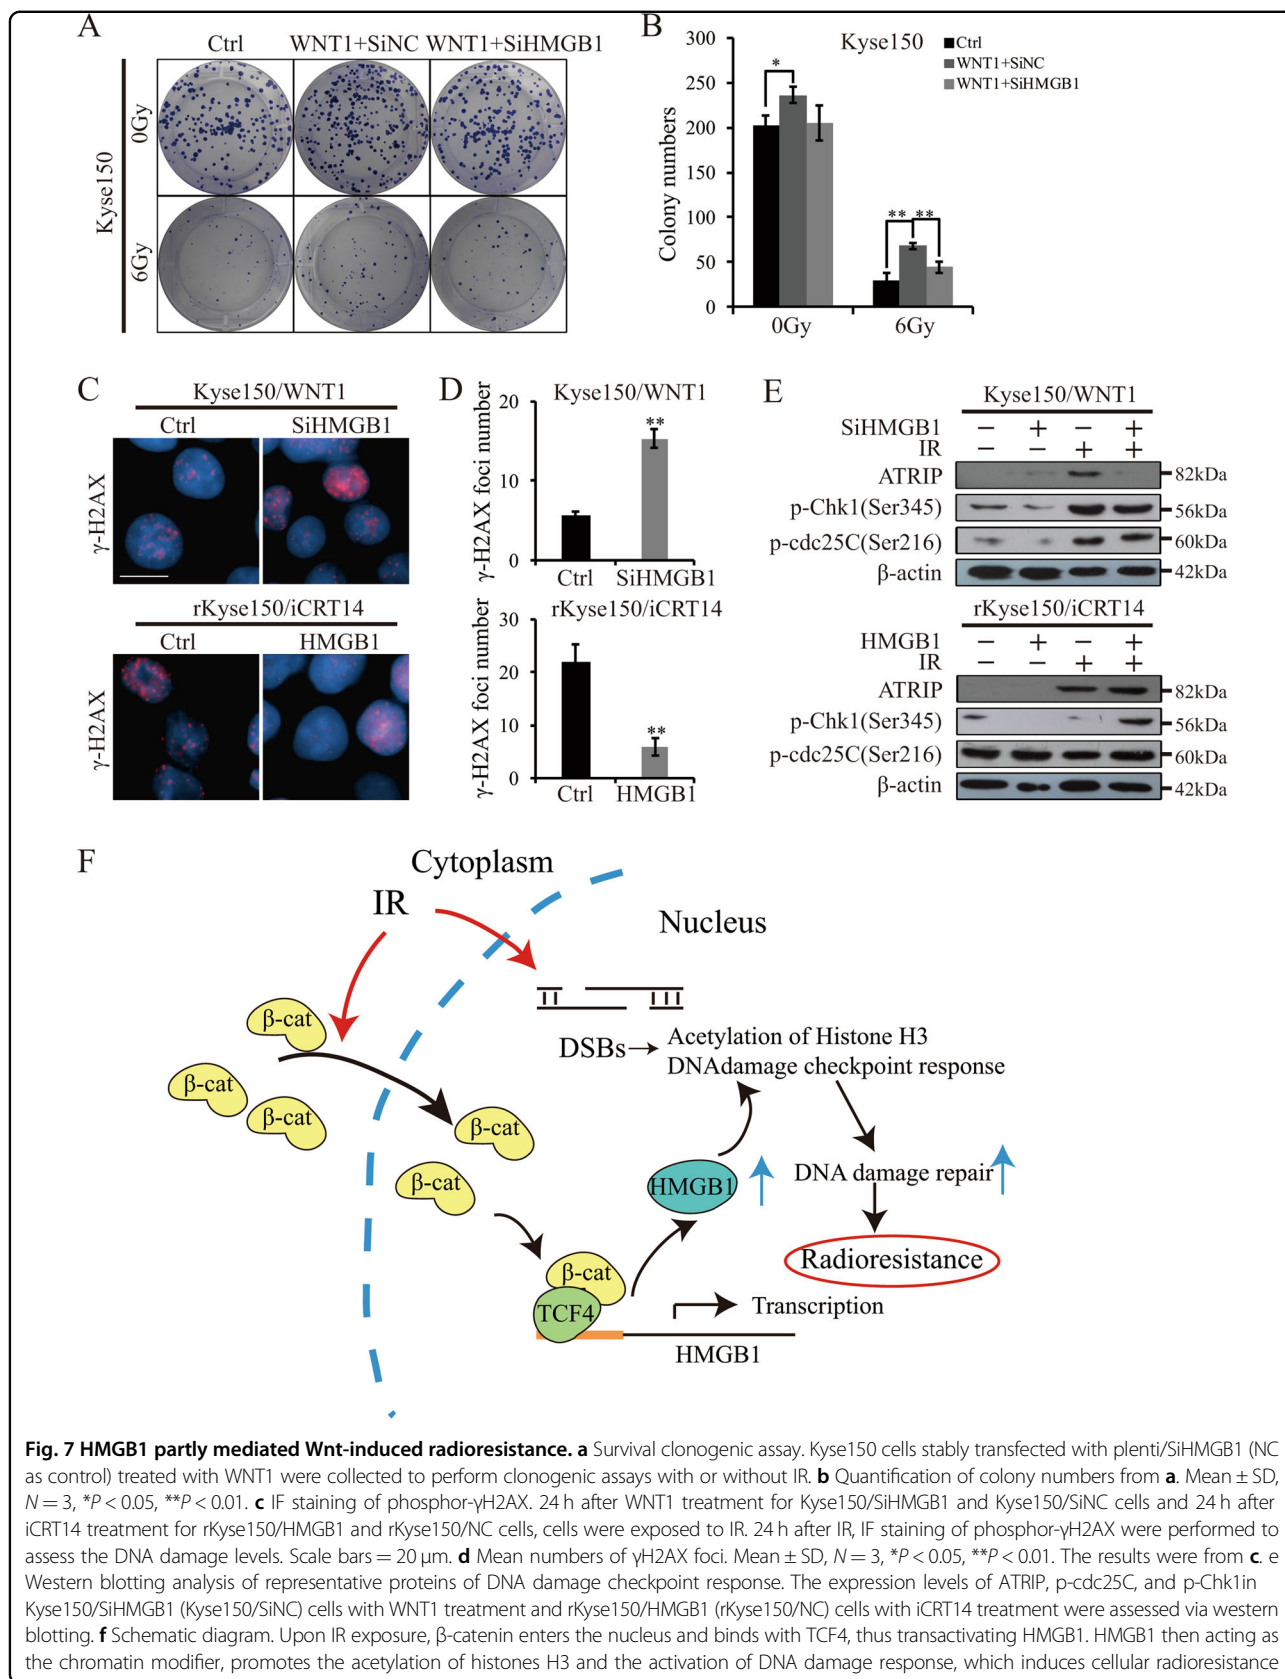 A
Ctrl WNT1+SiNC WNT1+SiHMGB1
Kyse150
0Gy
6Gy
B
Kyse150
Ctrl
WNT1+SiNC
WNT1+SiHMGB1
Colony numbers
300
250
200
150
100
50
0
*
** **
0Gy 6Gy
C
Kyse150/WNT1
Ctrl SiHMGB1
γ-H2AX
rKyse150/iCRT14
Ctrl HMGB1
γ-H2AX
D
Kyse150/WNT1
γ-H2AX foci number
20
10
0
**
Ctrl SiHMGB1
rKyse150/iCRT14
γ-H2AX foci number
30
20
10
0
**
Ctrl HMGB1
E
Kyse150/WNT1
SiHMGB1 − + − +
IR − − + +
ATRIP 82kDa
p-Chk1(Ser345) 56kDa
p-cdc25C(Ser216) 60kDa
β-actin 42kDa
rKyse150/iCRT14
HMGB1 − + − +
IR − − + +
ATRIP 82kDa
p-Chk1(Ser345) 56kDa
p-cdc25C(Ser216) 60kDa
β-actin 42kDa
F
Cytoplasm
IR
Nucleus
β-cat
β-cat
β-cat
β-cat
β-cat
DSBs
Acetylation of Histone H3
DNAdamage checkpoint response
HMGB1
DNA damage repair
Radioresistance
β-cat
TCF4
Transcription
HMGB1
Fig. 7 HMGB1 partly mediated Wnt-induced radioresistance. a Survival clonogenic assay. Kyse150 cells stably transfected with plenti/SiHMGB1 (NC
as control) treated with WNT1 were collected to perform clonogenic assays with or without IR. b Quantification of colony numbers from a. Mean ± SD,
N = 3, *P < 0.05, **P < 0.01. c IF staining of phosphor-γH2AX. 24 h after WNT1 treatment for Kyse150/SiHMGB1 and Kyse150/SiNC cells and 24 h after
iCRT14 treatment for rKyse150/HMGB1 and rKyse150/NC cells, cells were exposed to IR. 24 h after IR, IF staining of phosphor-γH2AX were performed to
assess the DNA damage levels. Scale bars = 20 μm. d Mean numbers of γH2AX foci. Mean ± SD, N = 3, *P < 0.05, **P < 0.01. The results were from c. e
Western blotting analysis of representative proteins of DNA damage checkpoint response. The expression levels of ATRIP, p-cdc25C, and p-Chk1in
Kyse150/SiHMGB1 (Kyse150/SiNC) cells with WNT1 treatment and rKyse150/HMGB1 (rKyse150/NC) cells with iCRT14 treatment were assessed via western
blotting. f Schematic diagram. Upon IR exposure, β-catenin enters the nucleus and binds with TCF4, thus transactivating HMGB1. HMGB1 then acting as
the chromatin modifier, promotes the acetylation of histones H3 and the activation of DNA damage response, which induces cellular radioresistance